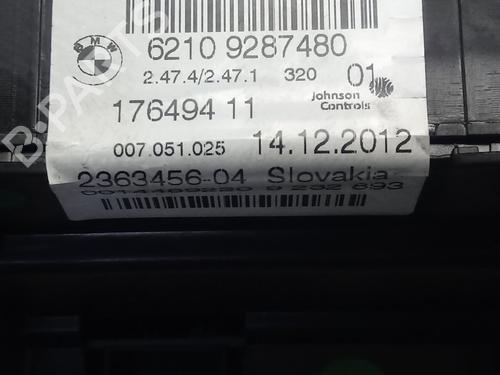 BMW
6210 9287480
2.47.4/2.47.1 320 01
Johnson Controls
176494 11
007.051.025 14.12.2012
2363456-04 Slovakia
B-PARTS